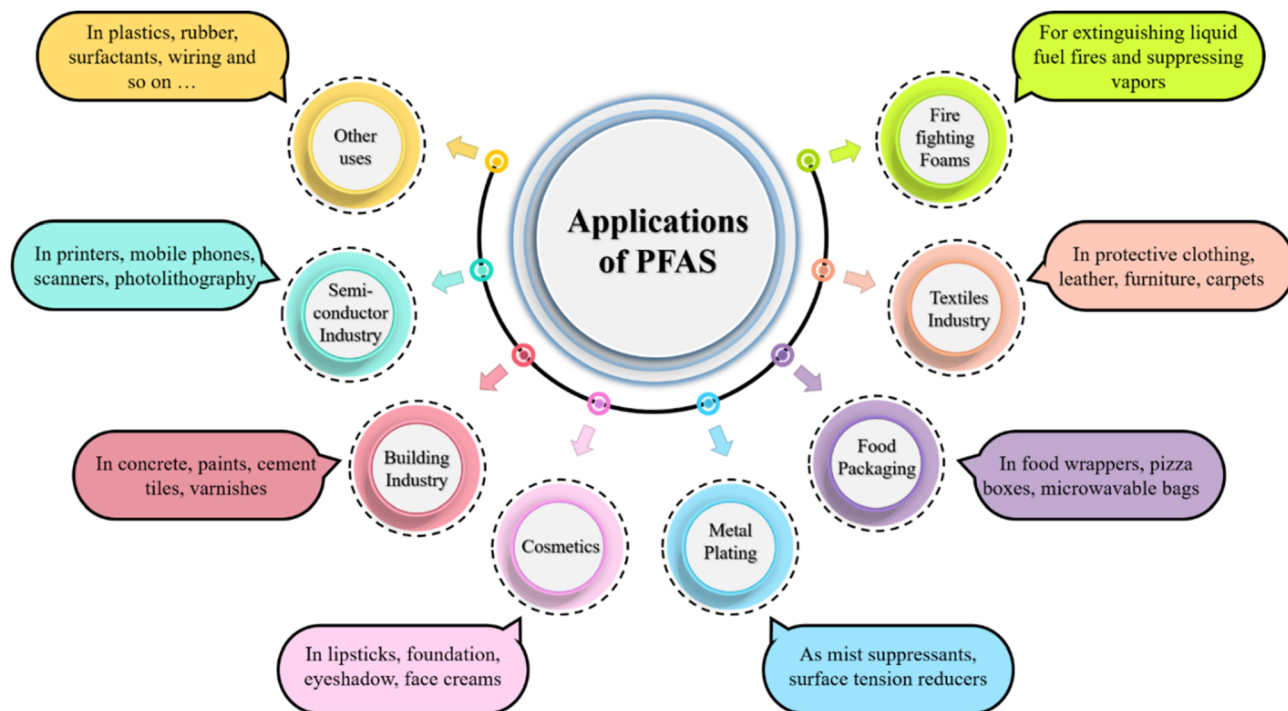 In plastics, rubber,
surfactants, wiring and
so on …
For extinguishing liquid
fuel fires and suppressing
vapors
Other
uses
Fire
fighting
Foams
Applications
of PFAS
In printers, mobile phones,
scanners, photolithography
Semi-
conductor
Industry
In protective clothing,
leather, furniture, carpets
Textiles
Industry
In concrete, paints, cement
tiles, varnishes
Building
Industry
Food
Packaging
In food wrappers, pizza
boxes, microwavable bags
Cosmetics
Metal
Plating
In lipsticks, foundation,
eyeshadow, face creams
As mist suppressants,
surface tension reducers